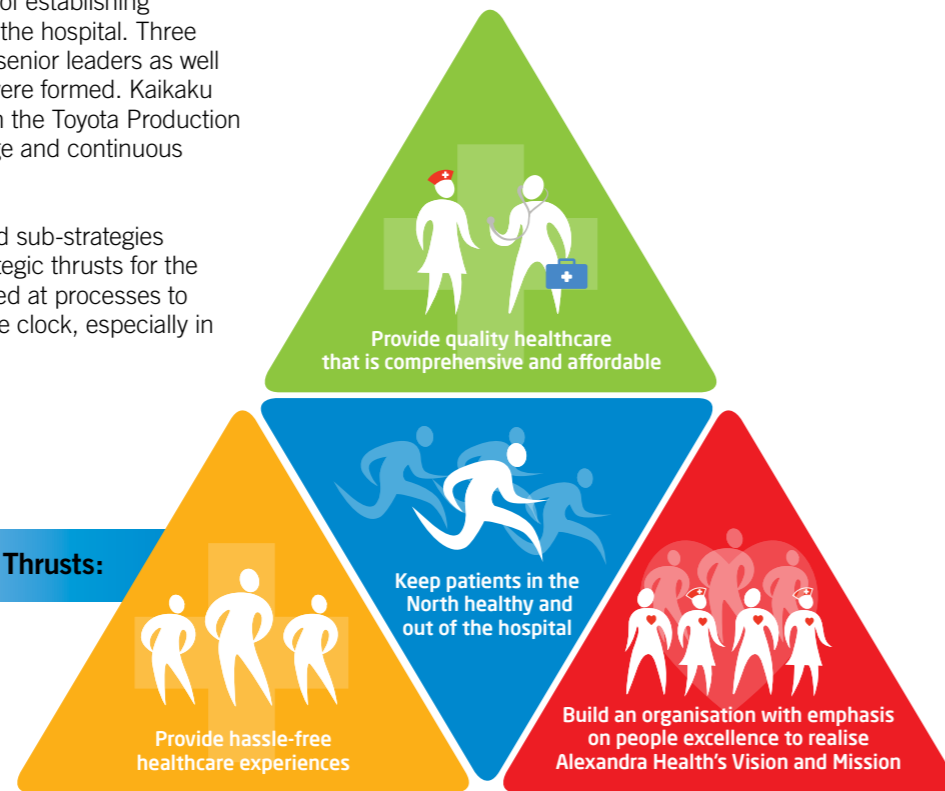 of establishing
the hospital. Three
senior leaders as well
were formed. Kaikaku
the Toyota Production
ge and continuous
d sub-strategies
tegic thrusts for the
ed at processes to
e clock, especially in
Provide quality healthcare
that is comprehensive and affordable
Thrusts:
Keep patients in the
North healthy and
out of the hospital
Provide hassle-free
healthcare experiences
Build an organisation with emphasis
on people excellence to realise
Alexandra Health's Vision and Mission